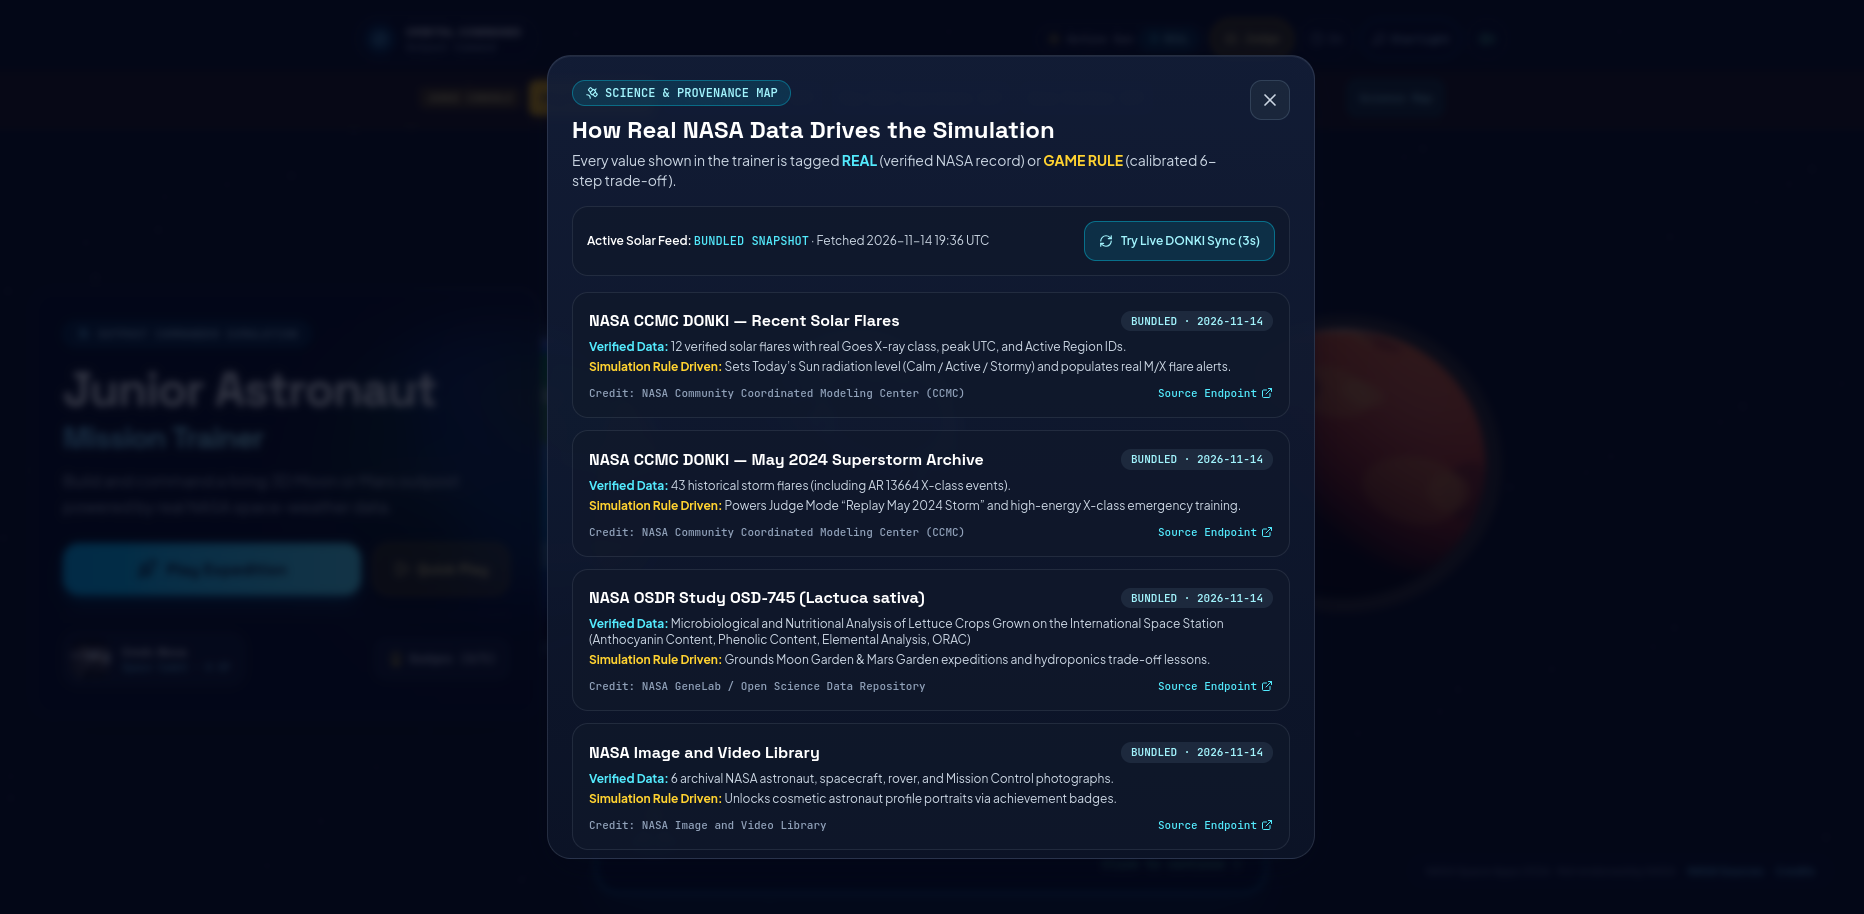 SCIENCE & PROVENANCE MAP
How Real NASA Data Drives the Simulation
Every value shown in the trainer is tagged REAL (verified NASA record) or GAME RULE (calibrated 6-
step trade-off).
Active Solar Feed: BUNDLED SNAPSHOT · Fetched 2026-11-14 19:36 UTC
Try Live DONKI Sync (3s)
NASA CCMC DONKI — Recent Solar Flares
BUNDLED · 2026-11-14
Verified Data: 12 verified solar flares with real Goes X-ray class, peak UTC, and Active Region IDs.
Simulation Rule Driven: Sets Today's Sun radiation level (Calm / Active / Stormy) and populates real M/X flare alerts.
Credit: NASA Community Coordinated Modeling Center (CCMC)
Source Endpoint
NASA CCMC DONKI — May 2024 Superstorm Archive
BUNDLED · 2026-11-14
Verified Data: 43 historical storm flares (including AR 13664 X-class events).
Simulation Rule Driven: Powers Judge Mode “Replay May 2024 Storm” and high-energy X-class emergency training.
Credit: NASA Community Coordinated Modeling Center (CCMC)
Source Endpoint
NASA OSDR Study OSD-745 (Lactuca sativa)
BUNDLED · 2026-11-14
Verified Data: Microbiological and Nutritional Analysis of Lettuce Crops Grown on the International Space Station
(Anthocyanin Content, Phenolic Content, Elemental Analysis, ORAC)
Simulation Rule Driven: Grounds Moon Garden & Mars Garden expeditions and hydroponics trade-off lessons.
Credit: NASA GeneLab / Open Science Data Repository
Source Endpoint
NASA Image and Video Library
BUNDLED · 2026-11-14
Verified Data: 6 archival NASA astronaut, spacecraft, rover, and Mission Control photographs.
Simulation Rule Driven: Unlocks cosmetic astronaut profile portraits via achievement badges.
Credit: NASA Image and Video Library
Source Endpoint
Junior Astronaut
Mission Trainer